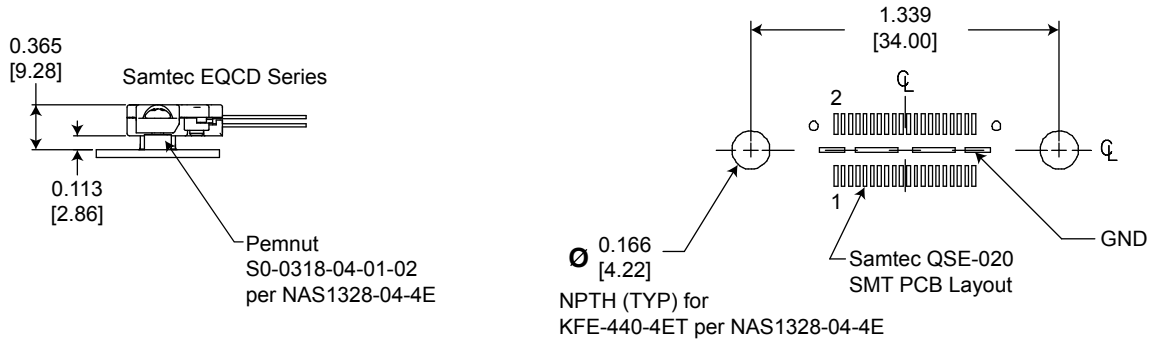 0.365
[9.28]
Samtec EQCD Series
0.113
[2.86]
Pemnut
S0-0318-04-01-02
per NAS1328-04-4E
1.339
[34.00]
℄
2
℄
1
GND
Ø 0.166
[4.22]
Samtec QSE-020
SMT PCB Layout
NPTH (TYP) for
KFE-440-4ET per NAS1328-04-4E